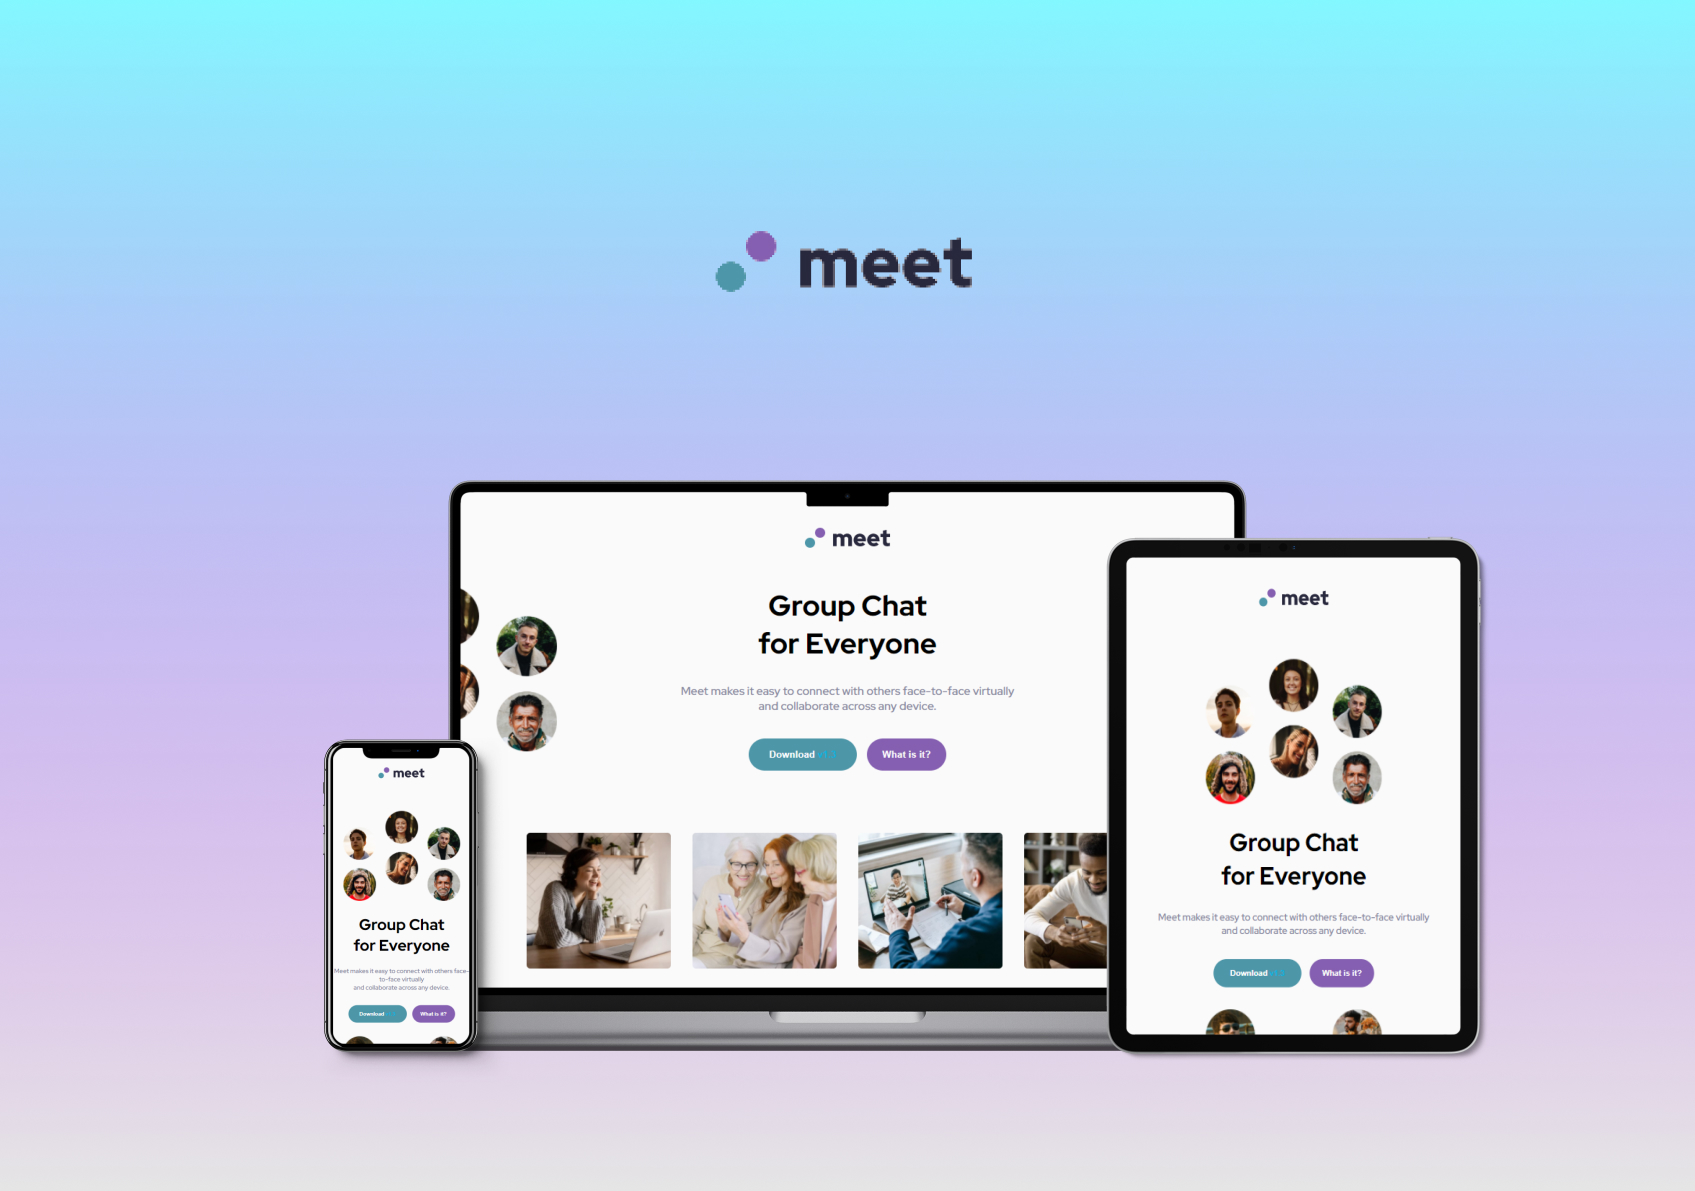 meet
meet
Group Chat
for Everyone
Meet makes it easy to connect with others face-to-face virtually
and collaborate across any device.
Download v1.3
What is it?
meet
Group Chat
for Everyone
Meet makes it easy to connect with others face-to-face virtually
and collaborate across any device.
Download
What is it?
meet
Group Chat
for Everyone
Meet makes it easy to connect with others face-
to-face virtually
and collaborate across any device.
Download
What is it?